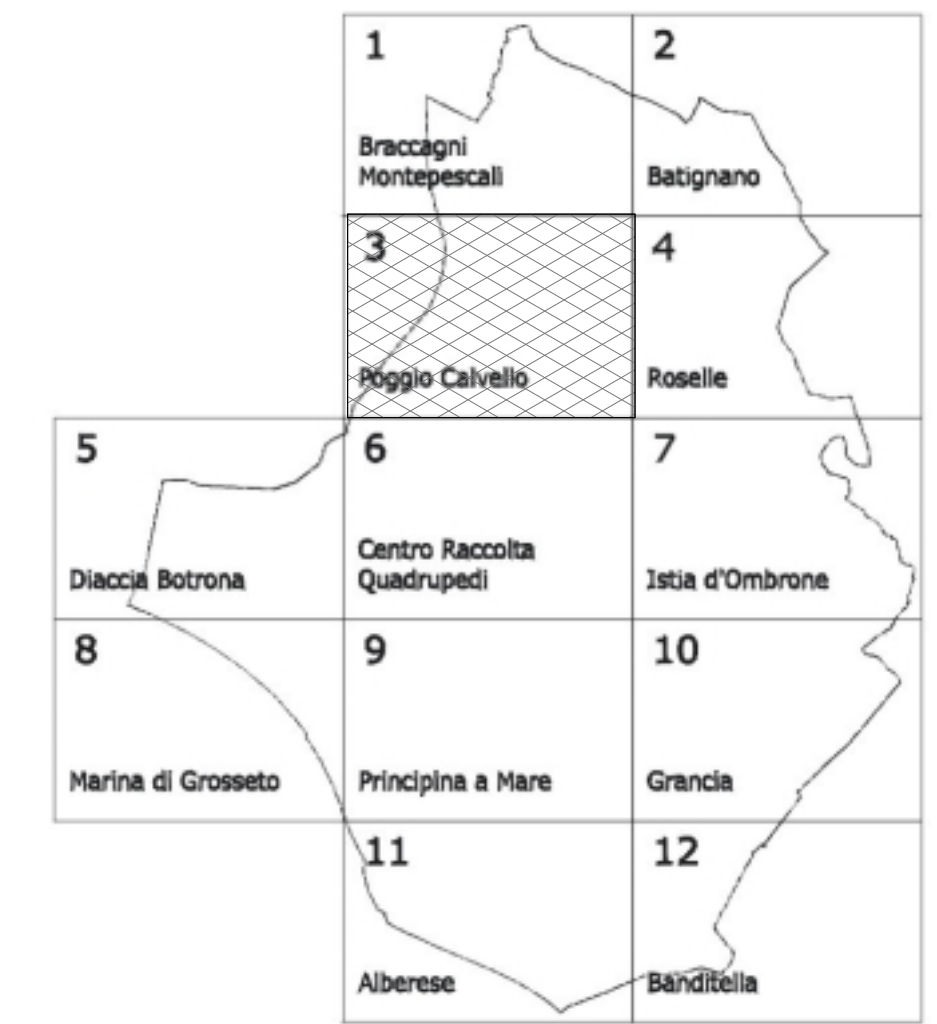 1
Braccagni
Montepescali
2
Batignano
3
Poggio Calvello
4
Roselle
5
Diaccia Botrona
6
Centro Raccolta
Quadrupedi
7
Istia d'Ombrone
8
Marina di Grosseto
9
Principina a Mare
10
Grancia
11
Alberese
12
Banditella